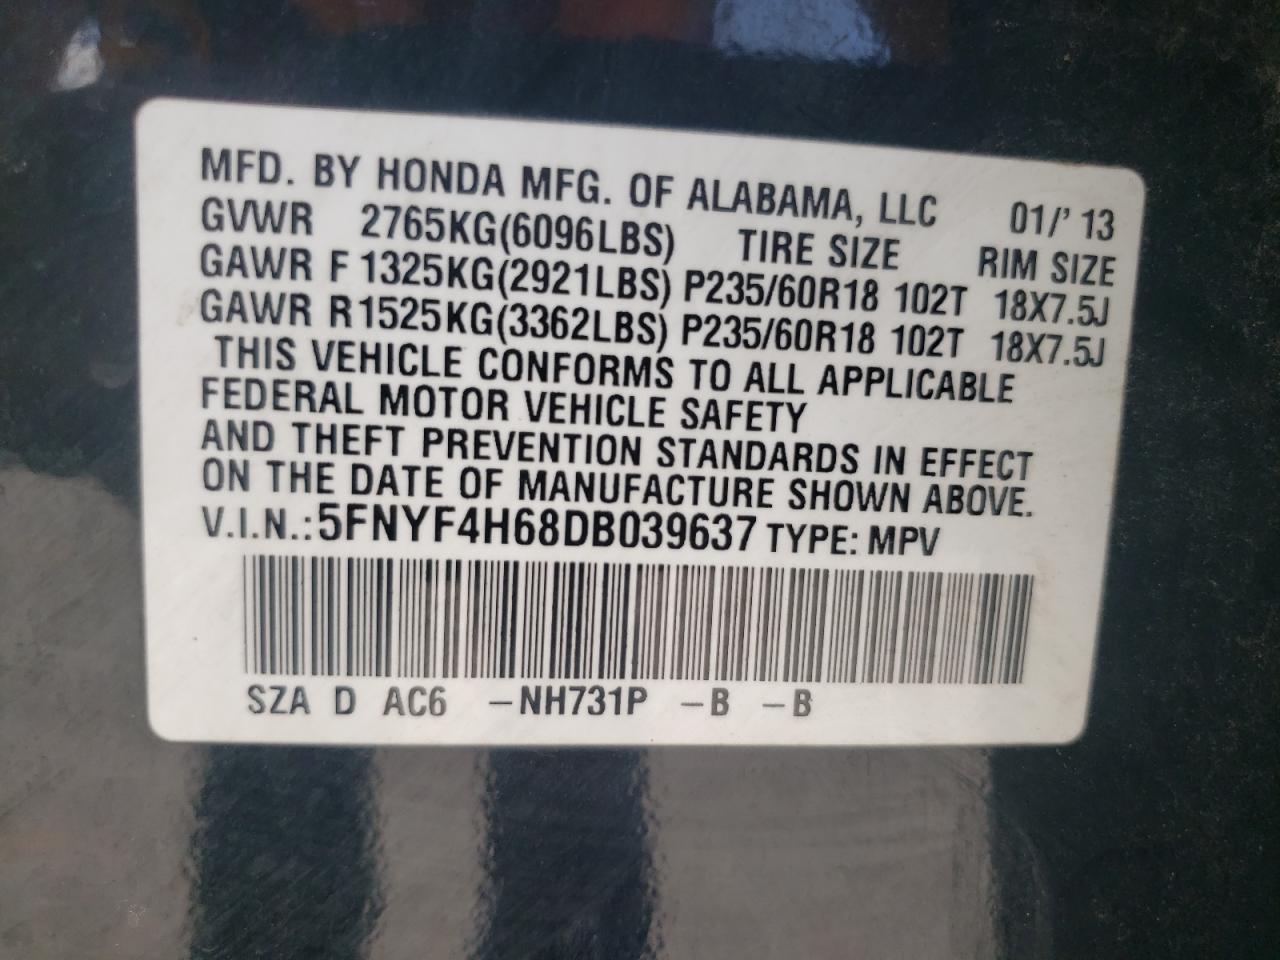 MFD. BY HONDA MFG. OF ALABAMA, LLC 01/' 13
GVWR 2765KG(6096LBS) TIRE SIZE RIM SIZE
GAWR F 1325KG(2921LBS) P235/60R18 102T 18X7.5J
GAWR R1525KG(3362LBS) P235/60R18 102T 18X7.5J
THIS VEHICLE CONFORMS TO ALL APPLICABLE
FEDERAL MOTOR VEHICLE SAFETY
AND THEFT PREVENTION STANDARDS IN EFFECT
ON THE DATE OF MANUFACTURE SHOWN ABOVE.
V.I.N.:5FNYF4H68DB039637 TYPE: MPV
SZA D AC6 -NH731P -B -B